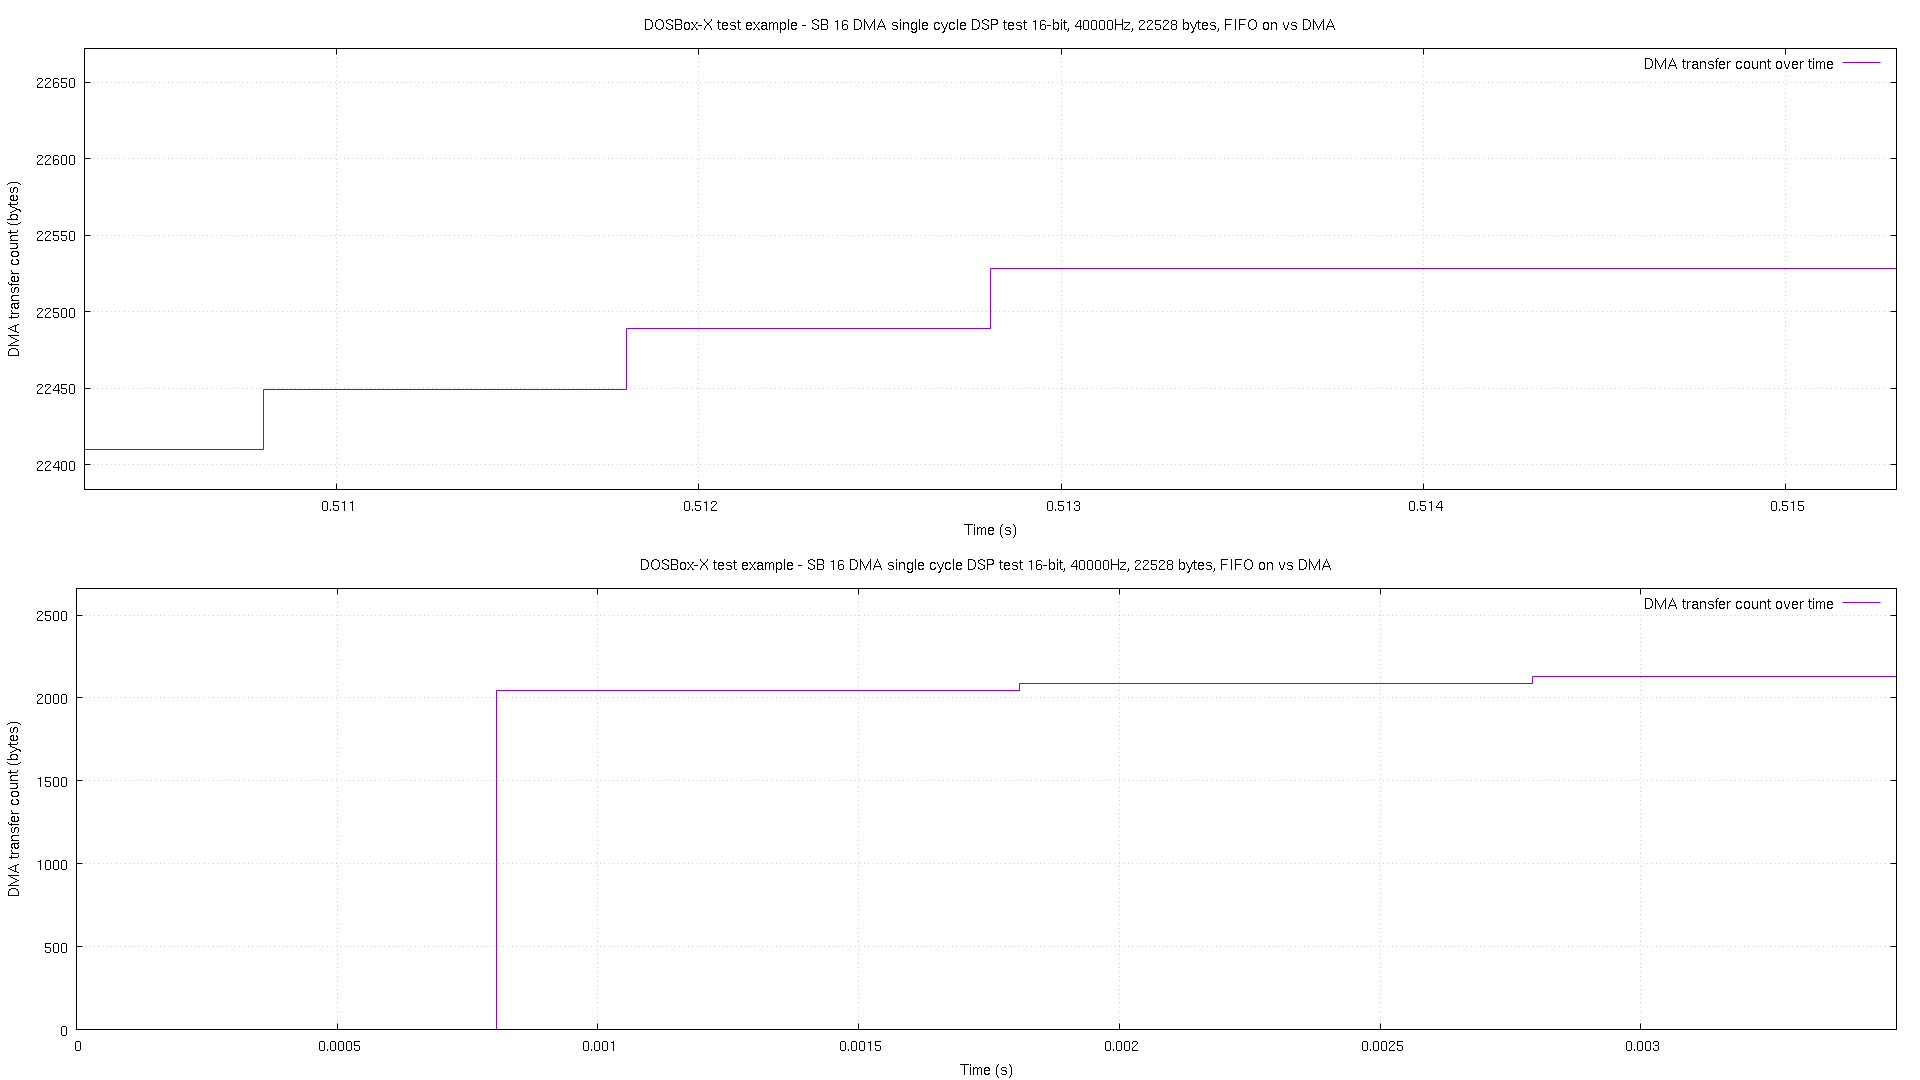 DOSBox-X test example - SB 16 DMA single cycle DSP test 16-bit, 40000Hz, 22528 bytes, FIFO on vs DMA
DMA transfer count over time
DMA transfer count (bytes)
22650
22600
22550
22500
22450
22400
0.511 0.512 0.513 0.514 0.515
Time (s)
DOSBox-X test example - SB 16 DMA single cycle DSP test 16-bit, 40000Hz, 22528 bytes, FIFO on vs DMA
DMA transfer count over time
DMA transfer count (bytes)
2500
2000
1500
1000
500
0
0 0.0005 0.001 0.0015 0.002 0.0025 0.003
Time (s)